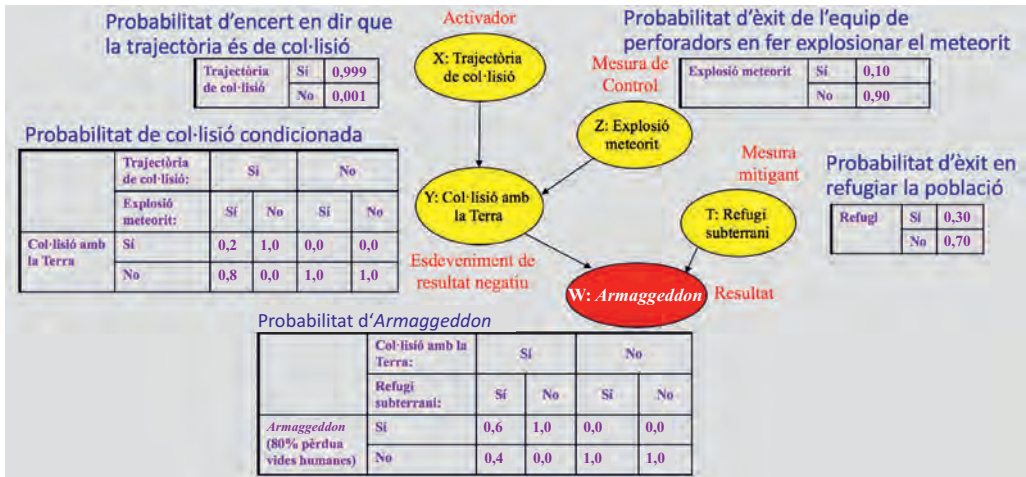 Probabilitat d'encert en dir que
la trajectòria és de col·lisió
Trajectòria
de col·lisió
Sí 0,999
No 0,001
Activador
X: Trajectòria
de col·lisió
Probabilitat d'èxit de l'equip de
perforadors en fer explosionar el meteorit
Explosió meteorit Sí 0,10
No 0,90
Mesura de
Control
Z: Explosió
meteorit
Probabilitat de col·lisió condicionada
Trajectòria
de col·lisió:
Sí No
Explosió
meteorit:
Sí No Sí No
Col·lisió amb
la Terra
Sí 0,2 1,0 0,0 0,0
No 0,8 0,0 1,0 1,0
Y: Col·lisió amb
la Terra
Esdeveniment de
resultat negatiu
Mesura
mitigant
T: Refugi
subterrani
Probabilitat d'èxit en
refugiar la població
Refugi Sí 0,30
No 0,70
W: Armaggeddon
Resultat
Probabilitat d'Armaggeddon
Col·lisió amb la
Terra:
Sí No
Refugi
subterrani:
Sí No Sí No
Armaggeddon
(80% pèrdua
vides humanes)
Sí 0,6 1,0 0,0 0,0
No 0,4 0,0 1,0 1,0